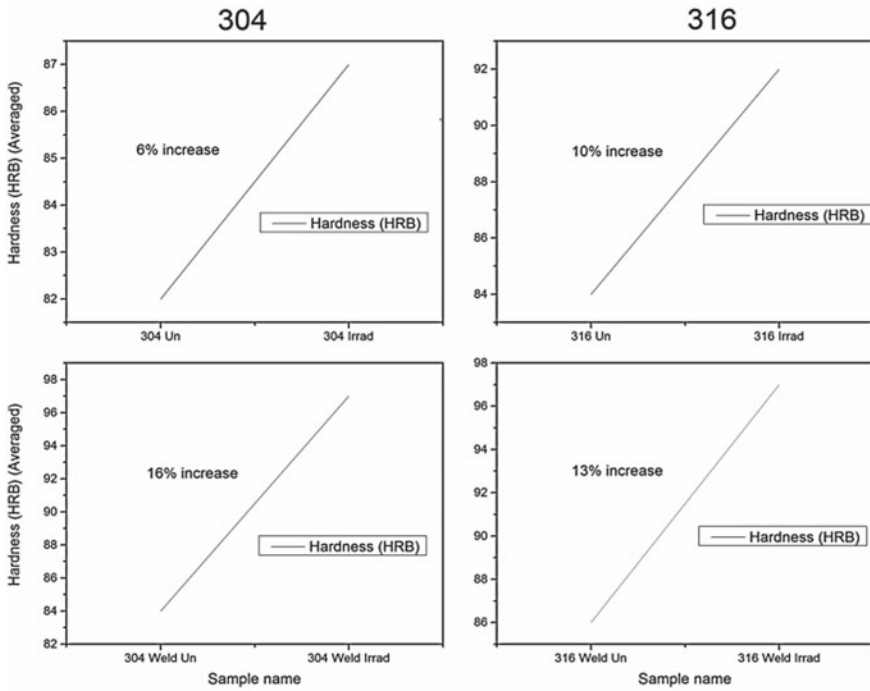 304
316
Hardness (HRB) (Averaged)
87
86
85
84
83
82
6% increase
Hardness (HRB)
304 Un
304 Irrad
92
90
88
86
84
10% increase
Hardness (HRB)
316 Un
316 Irrad
Hardness (HRB) (Averaged)
98
96
94
92
90
88
86
84
82
16% increase
Hardness (HRB)
304 Weld Un
304 Weld Irrad
Sample name
98
96
94
92
90
88
86
13% increase
Hardness (HRB)
316 Weld Un
316 Weld Irrad
Sample name